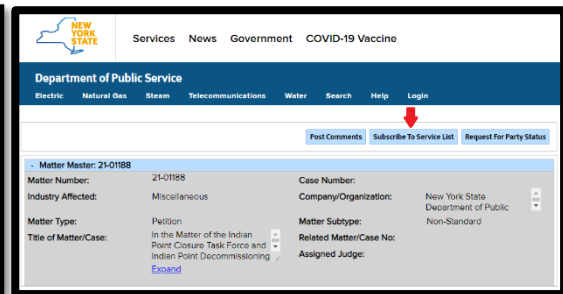 NEW
YORK
STATE
Services News Government COVID-19 Vaccine
Department of Public Service
Electric Natural Gas Steam Telecommunications Water Search Help Login
Post Comments Subscribe To Service List Request For Party Status
- Matter Master: 21-01188
Matter Number: 21-01188 Case Number:
Industry Affected: Miscellaneous Company/Organization: New York State
Department of Public
Matter Type: Petition Matter Subtype: Non-Standard
Title of Matter/Case: In the Matter of the Indian Related Matter/Case No:
Point Closure Task Force and
Indian Point Decommissioning Assigned Judge:
Expand